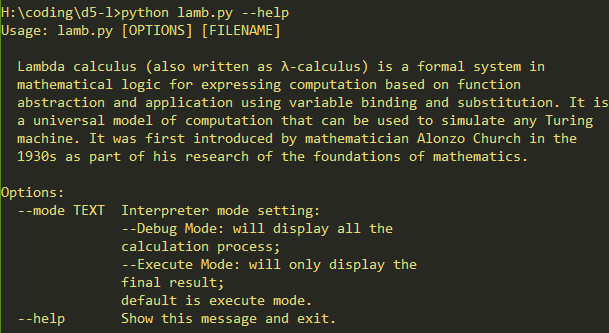 H:\coding\d5-l>python lamb.py --help
Usage: lamb.py [OPTIONS] [FILENAME]
Lambda calculus (also written as λ-calculus) is a formal system in
mathematical logic for expressing computation based on function
abstraction and application using variable binding and substitution. It is
a universal model of computation that can be used to simulate any Turing
machine. It was first introduced by mathematician Alonzo Church in the
1930s as part of his research of the foundations of mathematics.
Options:
--mode TEXT  Interpreter mode setting:
--Debug Mode: will display all the
calculation process;
--Execute Mode: will only display the
final result;
default is execute mode.
--help       Show this message and exit.